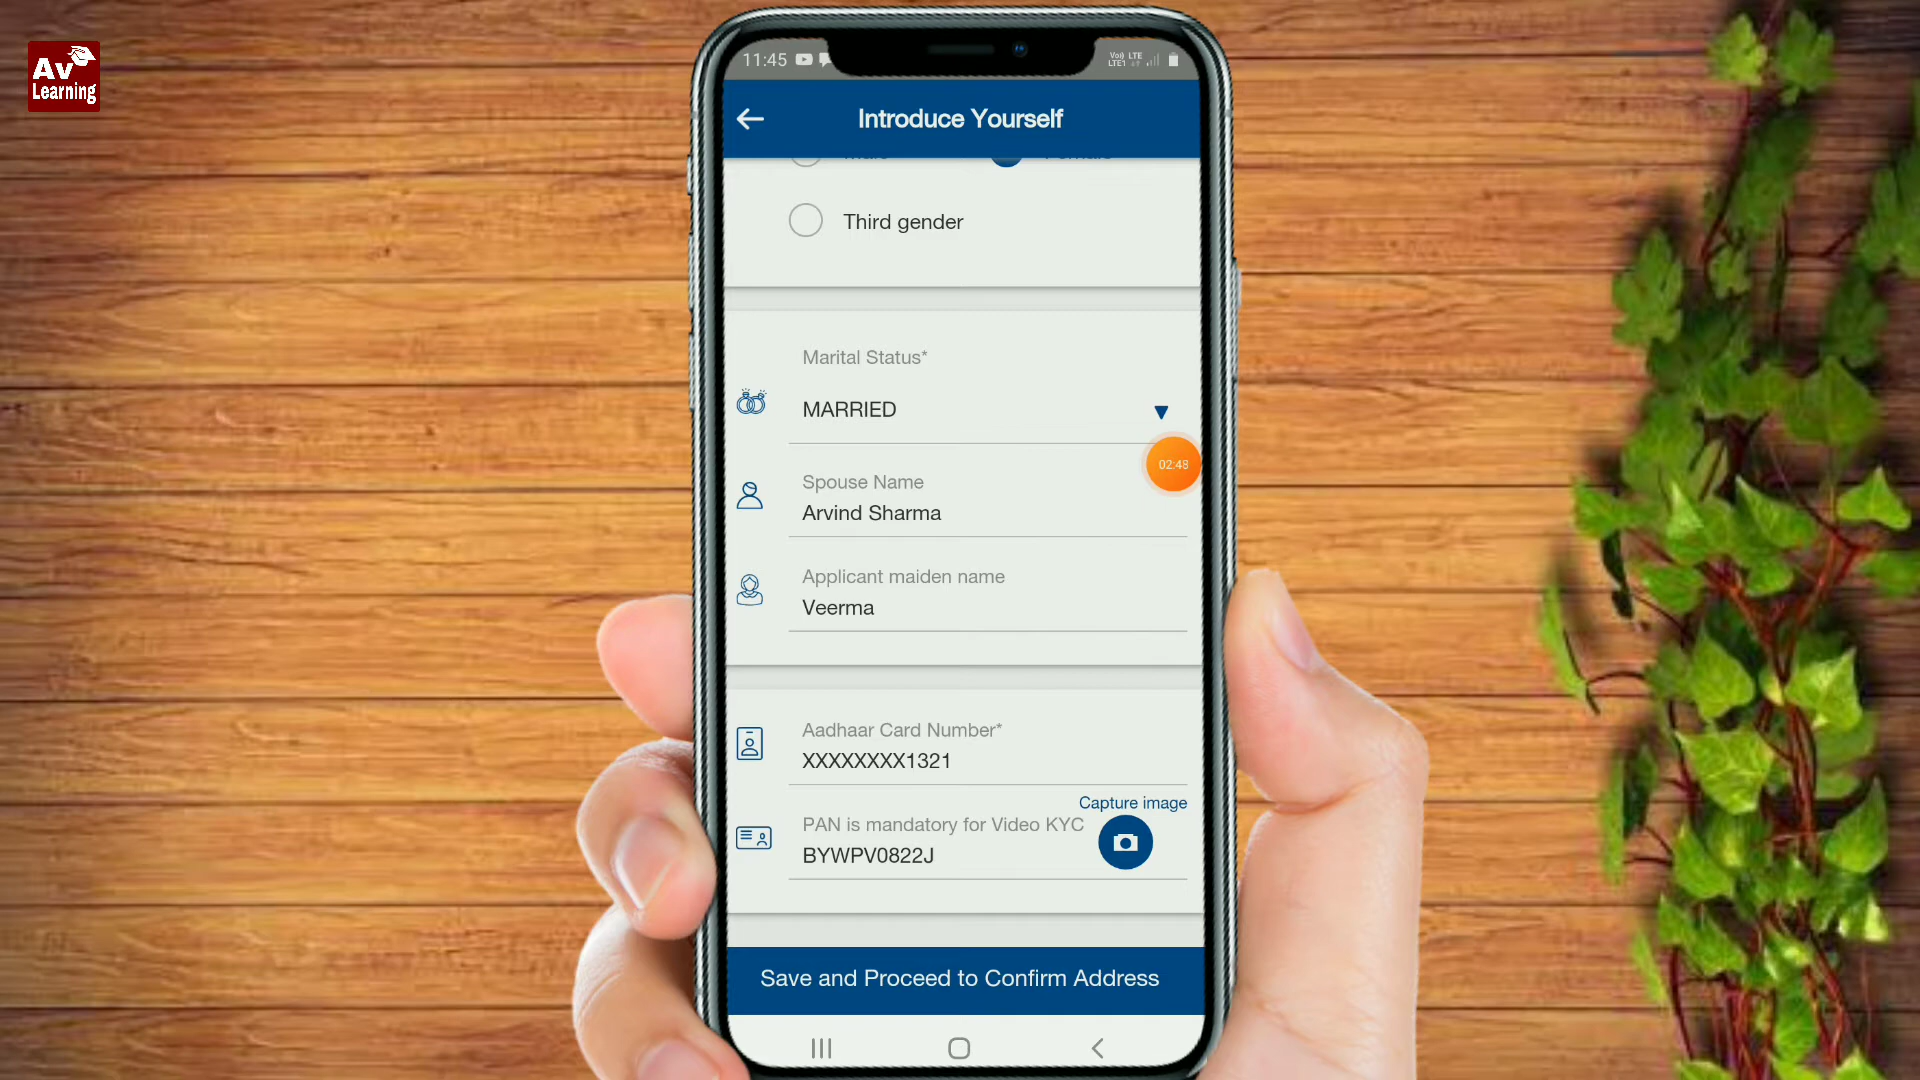 Av
Learning
11:45
Introduce Yourself
Male Female
Third gender
Marital Status*
MARRIED
02:48
Spouse Name
Arvind Sharma
Applicant maiden name
Veerma
Aadhaar Card Number*
XXXXXXXX1321
Capture image
PAN is mandatory for Video KYC
BYWPV0822J
Save and Proceed to Confirm Address